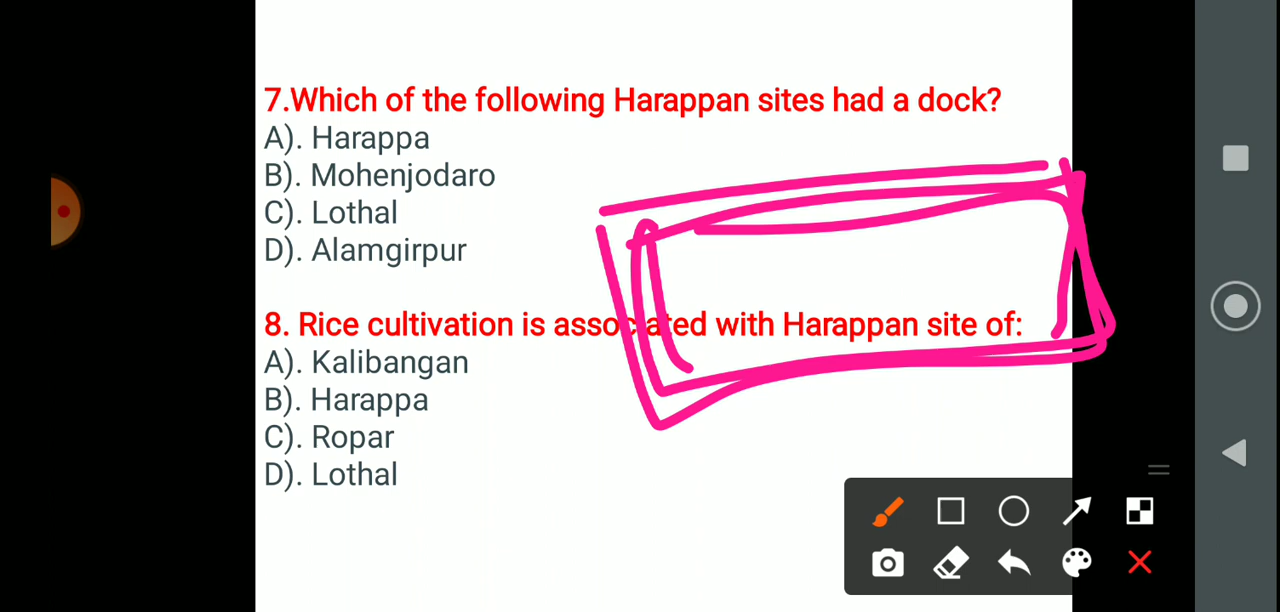 7.Which of the following Harappan sites had a dock?
A). Harappa
B). Mohenjodaro
C). Lothal
D). Alamgirpur
8. Rice cultivation is associated with Harappan site of:
A). Kalibangan
B). Harappa
C). Ropar
D). Lothal